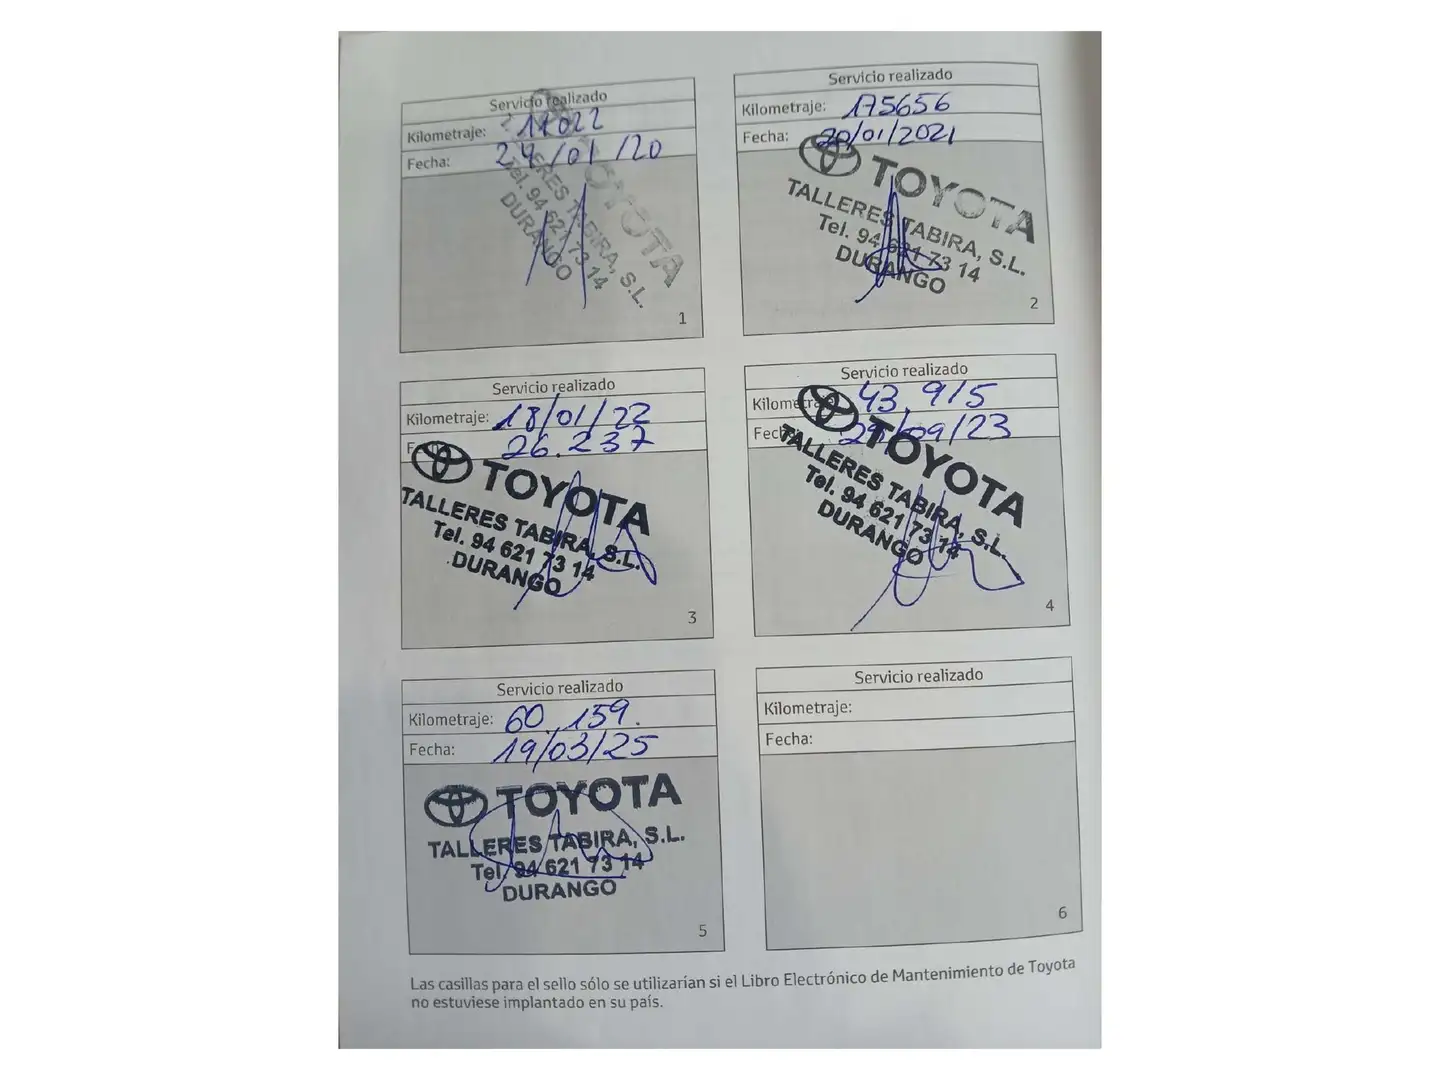 Servicio realizado
Kilometraje: 11022
Fecha: 24/01/20
TOYOTA
TALLERES TABIRA, S.L.
Tel. 94 621 73 14
DURANGO
1
Servicio realizado
Kilometraje: 175656
Fecha: 20/01/2021
TOYOTA
TALLERES TABIRA, S.L.
Tel. 94 621 73 14
DURANGO
2
Servicio realizado
Kilometraje: 18/01/22
26.237
TOYOTA
TALLERES TABIRA, S.L.
Tel. 94 621 73 14
DURANGO
3
Servicio realizado
43.915
/09/23
TOYOTA
TALLERES TABIRA, S.L.
Tel. 94 621 73 14
DURANGO
4
Servicio realizado
Kilometraje: 60.159.
Fecha: 19/03/25
TOYOTA
TALLERES TABIRA, S.L.
Tel. 94 621 73 14
DURANGO
5
Servicio realizado
Kilometraje:
Fecha:
6
Las casillas para el sello sólo se utilizarían si el Libro Electrónico de Mantenimiento de Toyota
no estuviese implantado en su país.